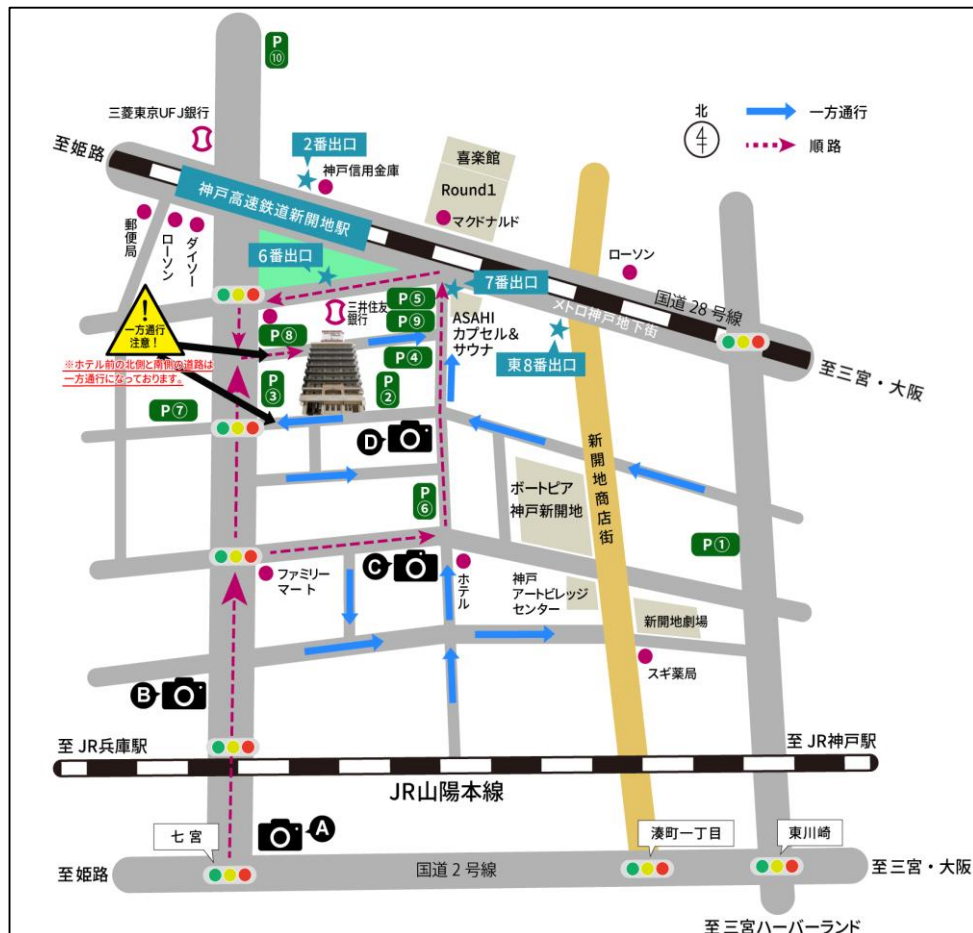 P
⑩
三菱東京UFJ銀行
至姫路
2番出口
神戸信用金庫
喜楽館
Round1
マクドナルド
北
一方通行
順路
神戸高速鉄道新開地駅
郵便局
ローソン
ダイソー
6番出口
7番出口
ローソン
国道28号線
メトロ神戸地下街
至三宮・大阪
!
一方通行
注意!
※ホテル前の北側と南側の道路は
一方通行になっております。
三井住友
銀行
P⑤
P⑨
P⑧
P④
ASAHI
カプセル&
サウナ
東8番出口
P
③
P
②
P⑦
D
新開地商店街
P
⑥
ボートピア
神戸新開地
P①
ファミリー
マート
C
ホテル
神戸
アートビレッジ
センター
新開地劇場
スギ薬局
B
至JR兵庫駅
至JR神戸駅
JR山陽本線
七宮
A
湊町一丁目
東川崎
至姫路
国道2号線
至三宮・大阪
至三宮ハーバーランド